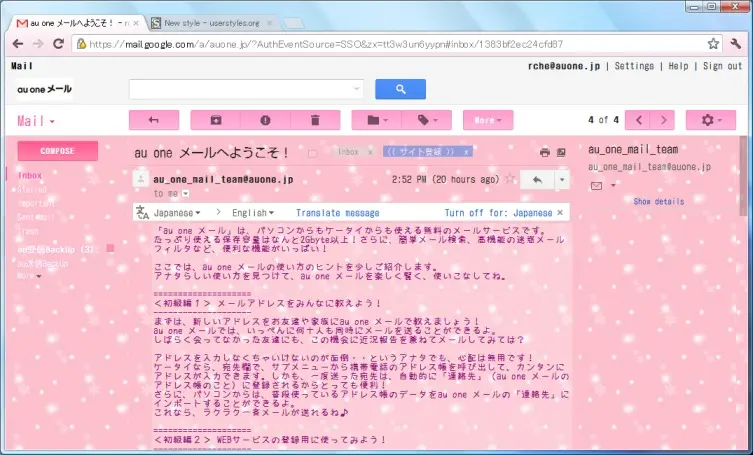 au one メールへようこそ！ - n
New style - userstyles.org
https://mail.google.com/a/auone.jp/?AuthEventSource=SSO&zx=tt3w3un6yypn#inbox/1383bf2ec24cfd87
Mail
rche@auone.jp | Settings | Help | Sign out
au one メール
Mail
More
4 of 4
COMPOSE
au one メールへようこそ！
Inbox x
(( サイト登録 )) x
au_one_mail_team
au_one_mail_team@auone.jp
Inbox
Starred
Important
Sent
Trash
au_one_mail_team@auone.jp
2:52 PM (20 hours ago)
to me
Show details
Japanese > English
Translate message
Turn off for: Japanese x
「au one メール」は、パソコンからもケータイからも使える無料のメールサービスです。
たっぷり使える保存容量はなんと2Gbyte以上！さらに、簡単メール検索、高機能の迷惑メール
フィルタなど、便利な機能がいっぱい！
ここでは、au one メールの使い方のヒントを少しご紹介します。
アナタらしい使い方を見つけて、au one メールを楽しく賢く、使いこなしてね。
====================
＜初級編１＞ メールアドレスをみんなに教えよう！
--------------------
まずは、新しいアドレスをお友達や家族にau one メールで教えましょう！
au one メールでは、いっぺんに何十人も同時にメールを送ることができるよ。
しばらく会ってなかった友達にも、この機会に近況報告を兼ねてメールしてみては？
アドレスを入力しなくちゃいけないのが面倒・・というアナタでも、心配は無用です！
ケータイなら、宛先欄で、サブメニューから携帯電話のアドレス帳を呼び出して、カンタンに
アドレスが入力できます。しかも、一度送った宛先は、自動的に「連絡先」（au one メールの
アドレス帳のこと）に登録されるからとっても便利！
さらに、パソコンからは、普段使っているアドレス帳のデータをau one メールの「連絡先」に
インポートすることができるよ。
これなら、ラクラク一斉メールが送れるね♪
====================
＜初級編２＞ WEBサービスの登録用に使ってみよう！
More